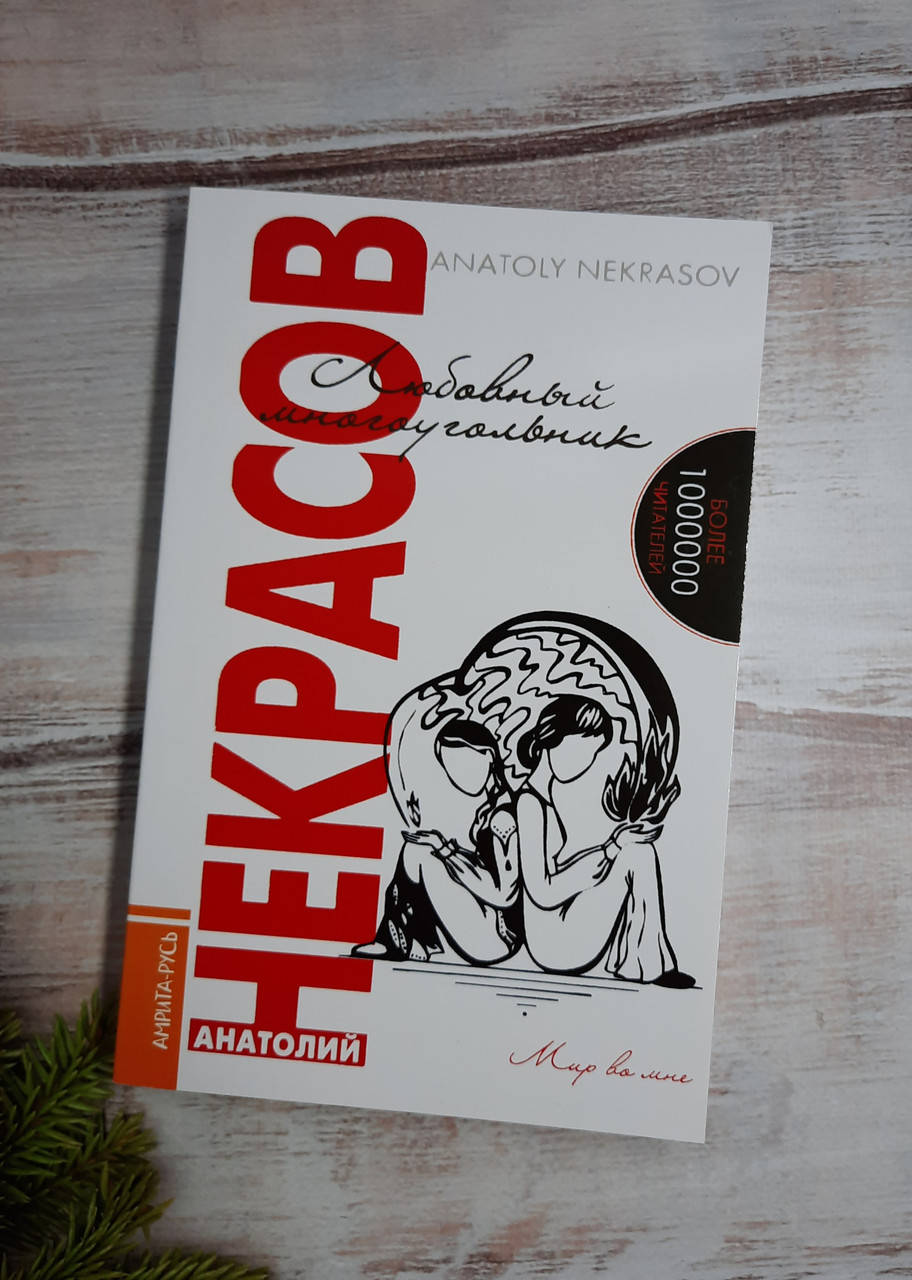 ANATOLY NEKRASOV
НЕКРАСОВ
АНАТОЛИЙ
Любовный
многоугольник
БОЛЕЕ
1000000
ЧИТАТЕЛЕЙ
АМРИТА-РУСЬ
Мир во мне